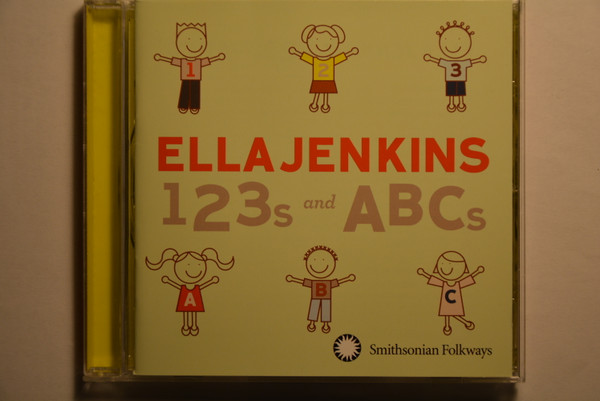 1 2 3
ELLA JENKINS
123s and ABCs
A B C
Smithsonian Folkways